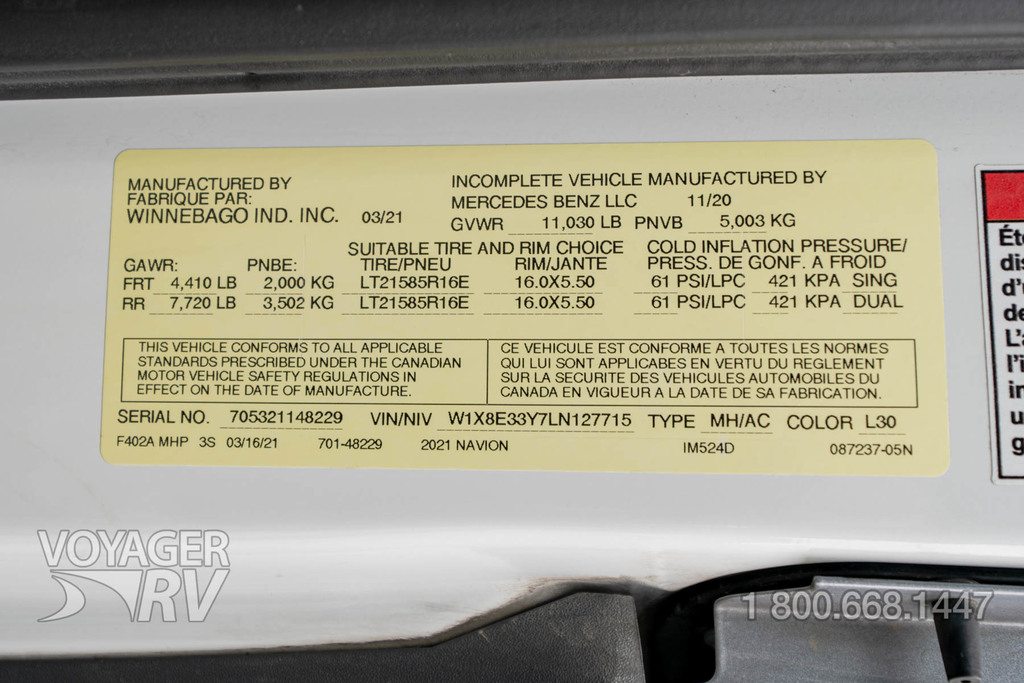 MANUFACTURED BY
FABRIQUE PAR:
WINNEBAGO IND. INC. 03/21
INCOMPLETE VEHICLE MANUFACTURED BY
MERCEDES BENZ LLC 11/20
GVWR 11,030 LB PNVB 5,003 KG
SUITABLE TIRE AND RIM CHOICE COLD INFLATION PRESSURE/
GAWR: PNBE: TIRE/PNEU RIM/JANTE PRESS. DE GONF. A FROID
FRT 4,410 LB 2,000 KG LT21585R16E 16.0X5.50 61 PSI/LPC 421 KPA SING
RR 7,720 LB 3,502 KG LT21585R16E 16.0X5.50 61 PSI/LPC 421 KPA DUAL
THIS VEHICLE CONFORMS TO ALL APPLICABLE
STANDARDS PRESCRIBED UNDER THE CANADIAN
MOTOR VEHICLE SAFETY REGULATIONS IN
EFFECT ON THE DATE OF MANUFACTURE.
CE VEHICULE EST CONFORME A TOUTES LES NORMES
QUI LUI SONT APPLICABES EN VERTU DU REGLEMENT
SUR LA SECURITE DES VEHICULES AUTOMOBILES DU
CANADA EN VIGUEUR A LA DATE DE SA FABRICATION.
SERIAL NO. 705321148229 VIN/NIV W1X8E33Y7LN127715 TYPE MH/AC COLOR L30
F402A MHP 3S 03/16/21 701-48229 2021 NAVION IM524D 087237-05N
VOYAGER
RV
1 800.668.1447